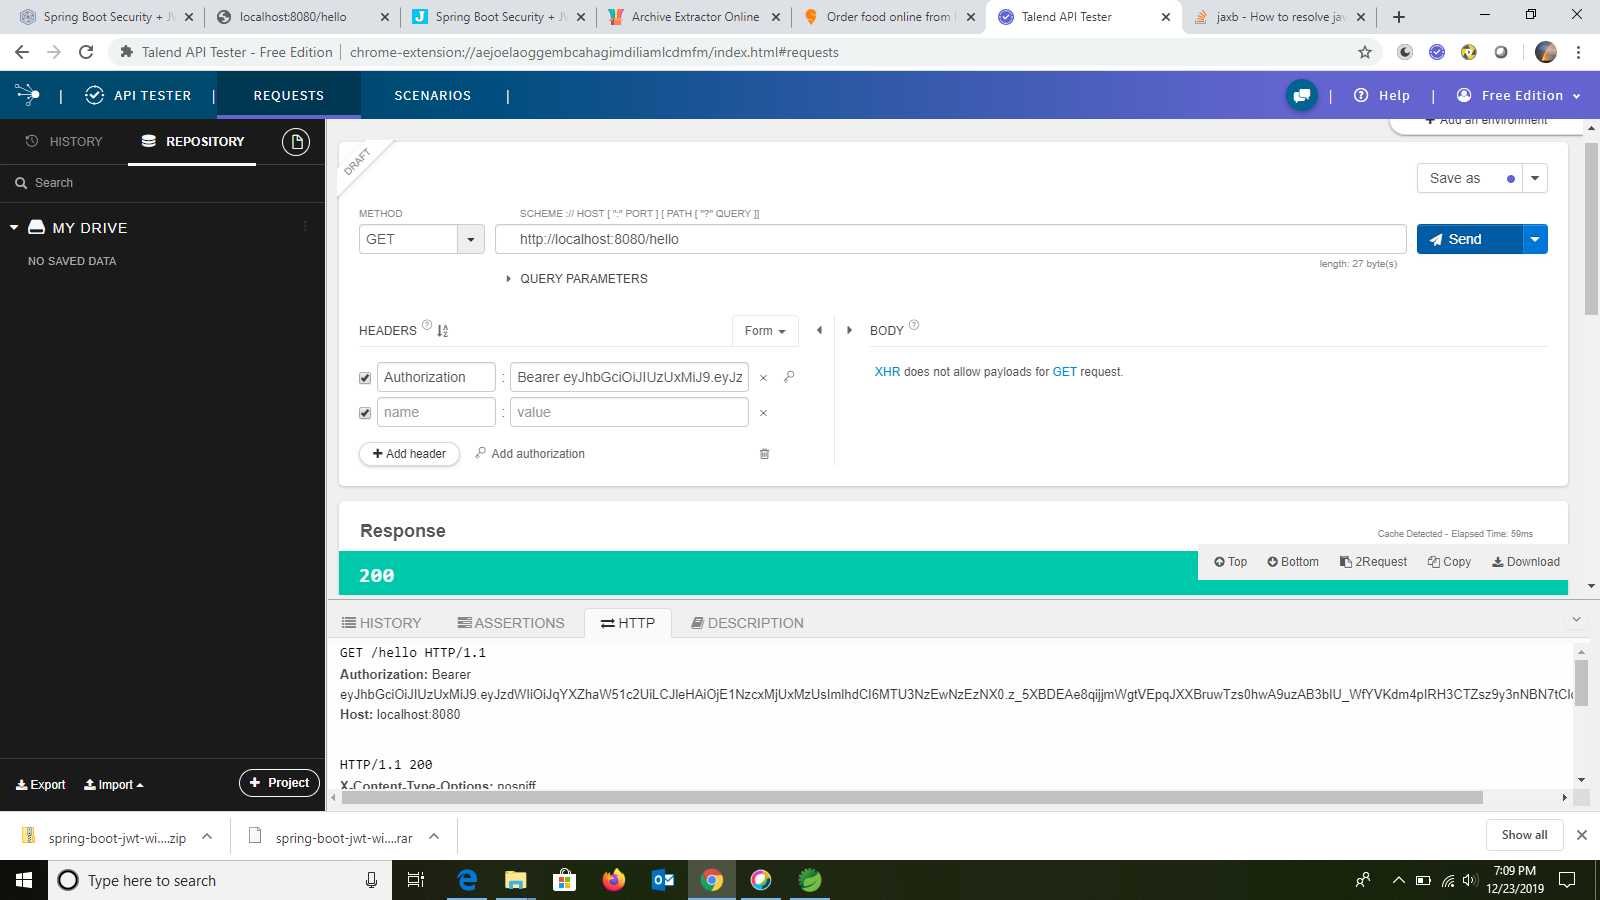 Spring Boot Security + JW
localhost:8080/hello
Spring Boot Security + JW
Archive Extractor Online
Order food online from
Talend API Tester
jaxb - How to resolve jav
Talend API Tester - Free Edition
chrome-extension://aejoelaoggembcahagimdiliamlcdmfm/index.html#requests
API TESTER
REQUESTS
SCENARIOS
Help
Free Edition
HISTORY
REPOSITORY
Add an environment
DRAFT
Search
Save as
MY DRIVE
METHOD
SCHEME :// HOST [ ":" PORT ] [ PATH [ "?" QUERY ]]
GET
http://localhost:8080/hello
Send
NO SAVED DATA
length: 27 byte(s)
QUERY PARAMETERS
HEADERS
Form
BODY
Authorization : Bearer eyJhbGciOiJIUzUxMiJ9.eyJz
XHR does not allow payloads for GET request.
name : value
Add header
Add authorization
Response
Cache Detected - Elapsed Time: 59ms
Top
Bottom
2Request
Copy
Download
200
HISTORY
ASSERTIONS
HTTP
DESCRIPTION
GET /hello HTTP/1.1
Authorization: Bearer
Host: localhost:8080
HTTP/1.1 200
X-Content-Type-Options: nosniff
Export
Import
+ Project
spring-boot-jwt-wi....zip
spring-boot-jwt-wi....rar
Show all
Type here to search
7:09 PM
12/23/2019